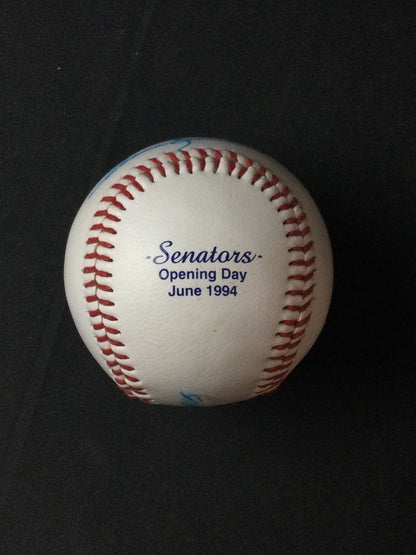 -Senators-
Opening Day
June 1994